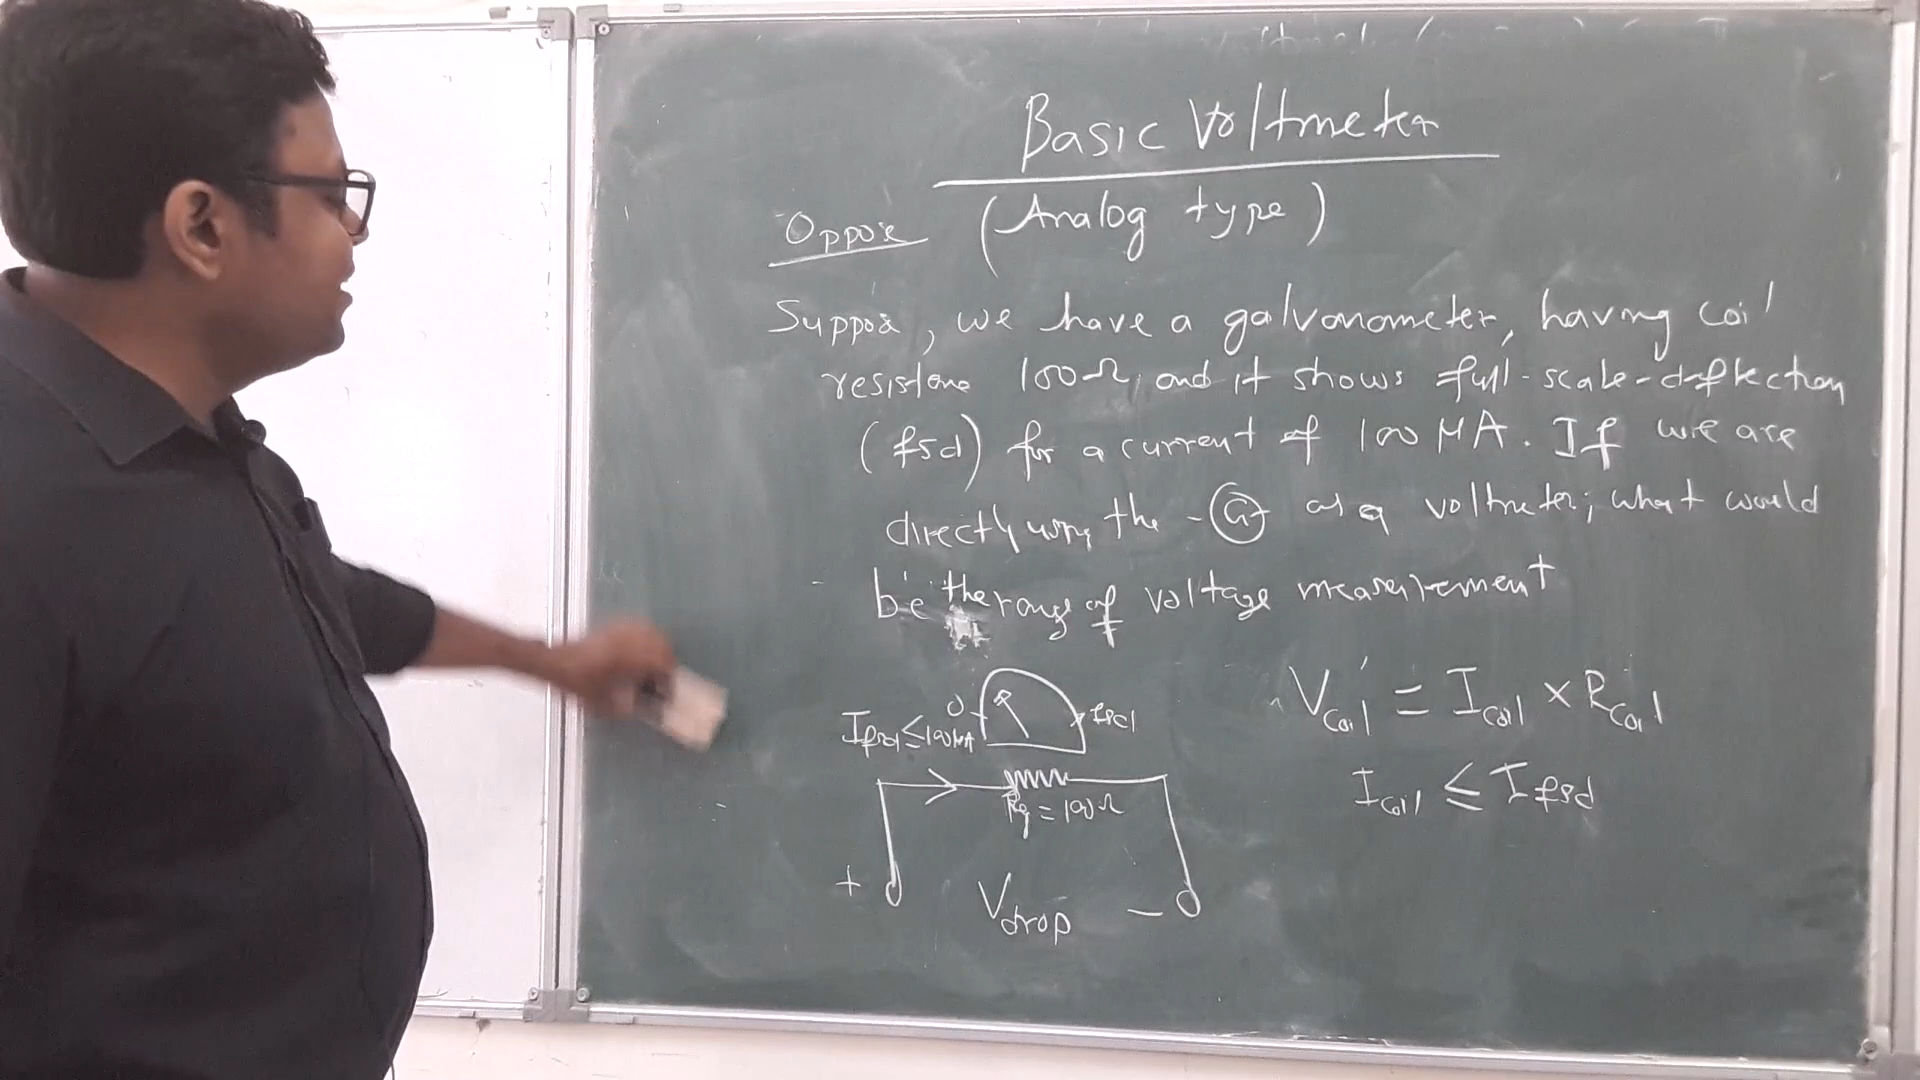 Basic Voltmeter
(Analog type)
Oppose
Suppose, we have a galvanometer, having coil
resistane 100Ω, and it shows full-scale-deflection
(fsd) for a current of 100 μA. If we are
directly using the G as a voltmeter; what would
be the range of voltage measurement
0 fsd
Ifsd ≤ 100μA
Rg = 100Ω
+ Vdrop −
Vcoil = Icoil × Rcoil
Icoil ≤ Ifsd